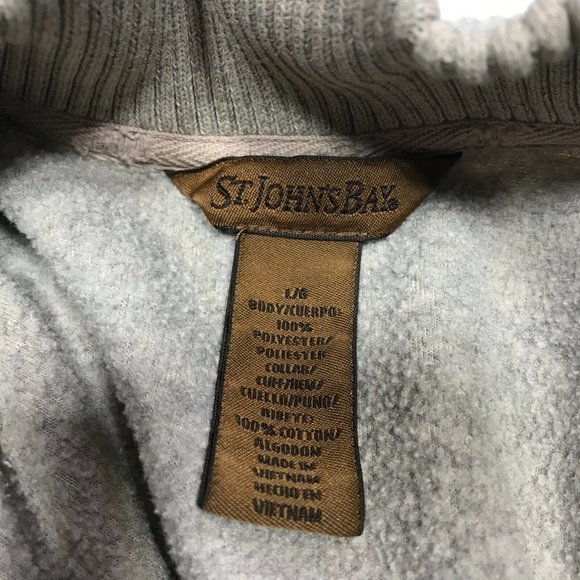 ST. JOHN'S BAY®
L/G
BODY/CUERPO:
100%
POLYESTER/
POLIESTER
COLLAR/
CUFF/HEM/
CUELLO/PUNO/
RIBETE:
100% COTTON/
ALGODON
MADE IN
VIETNAM
HECHO EN
VIETNAM